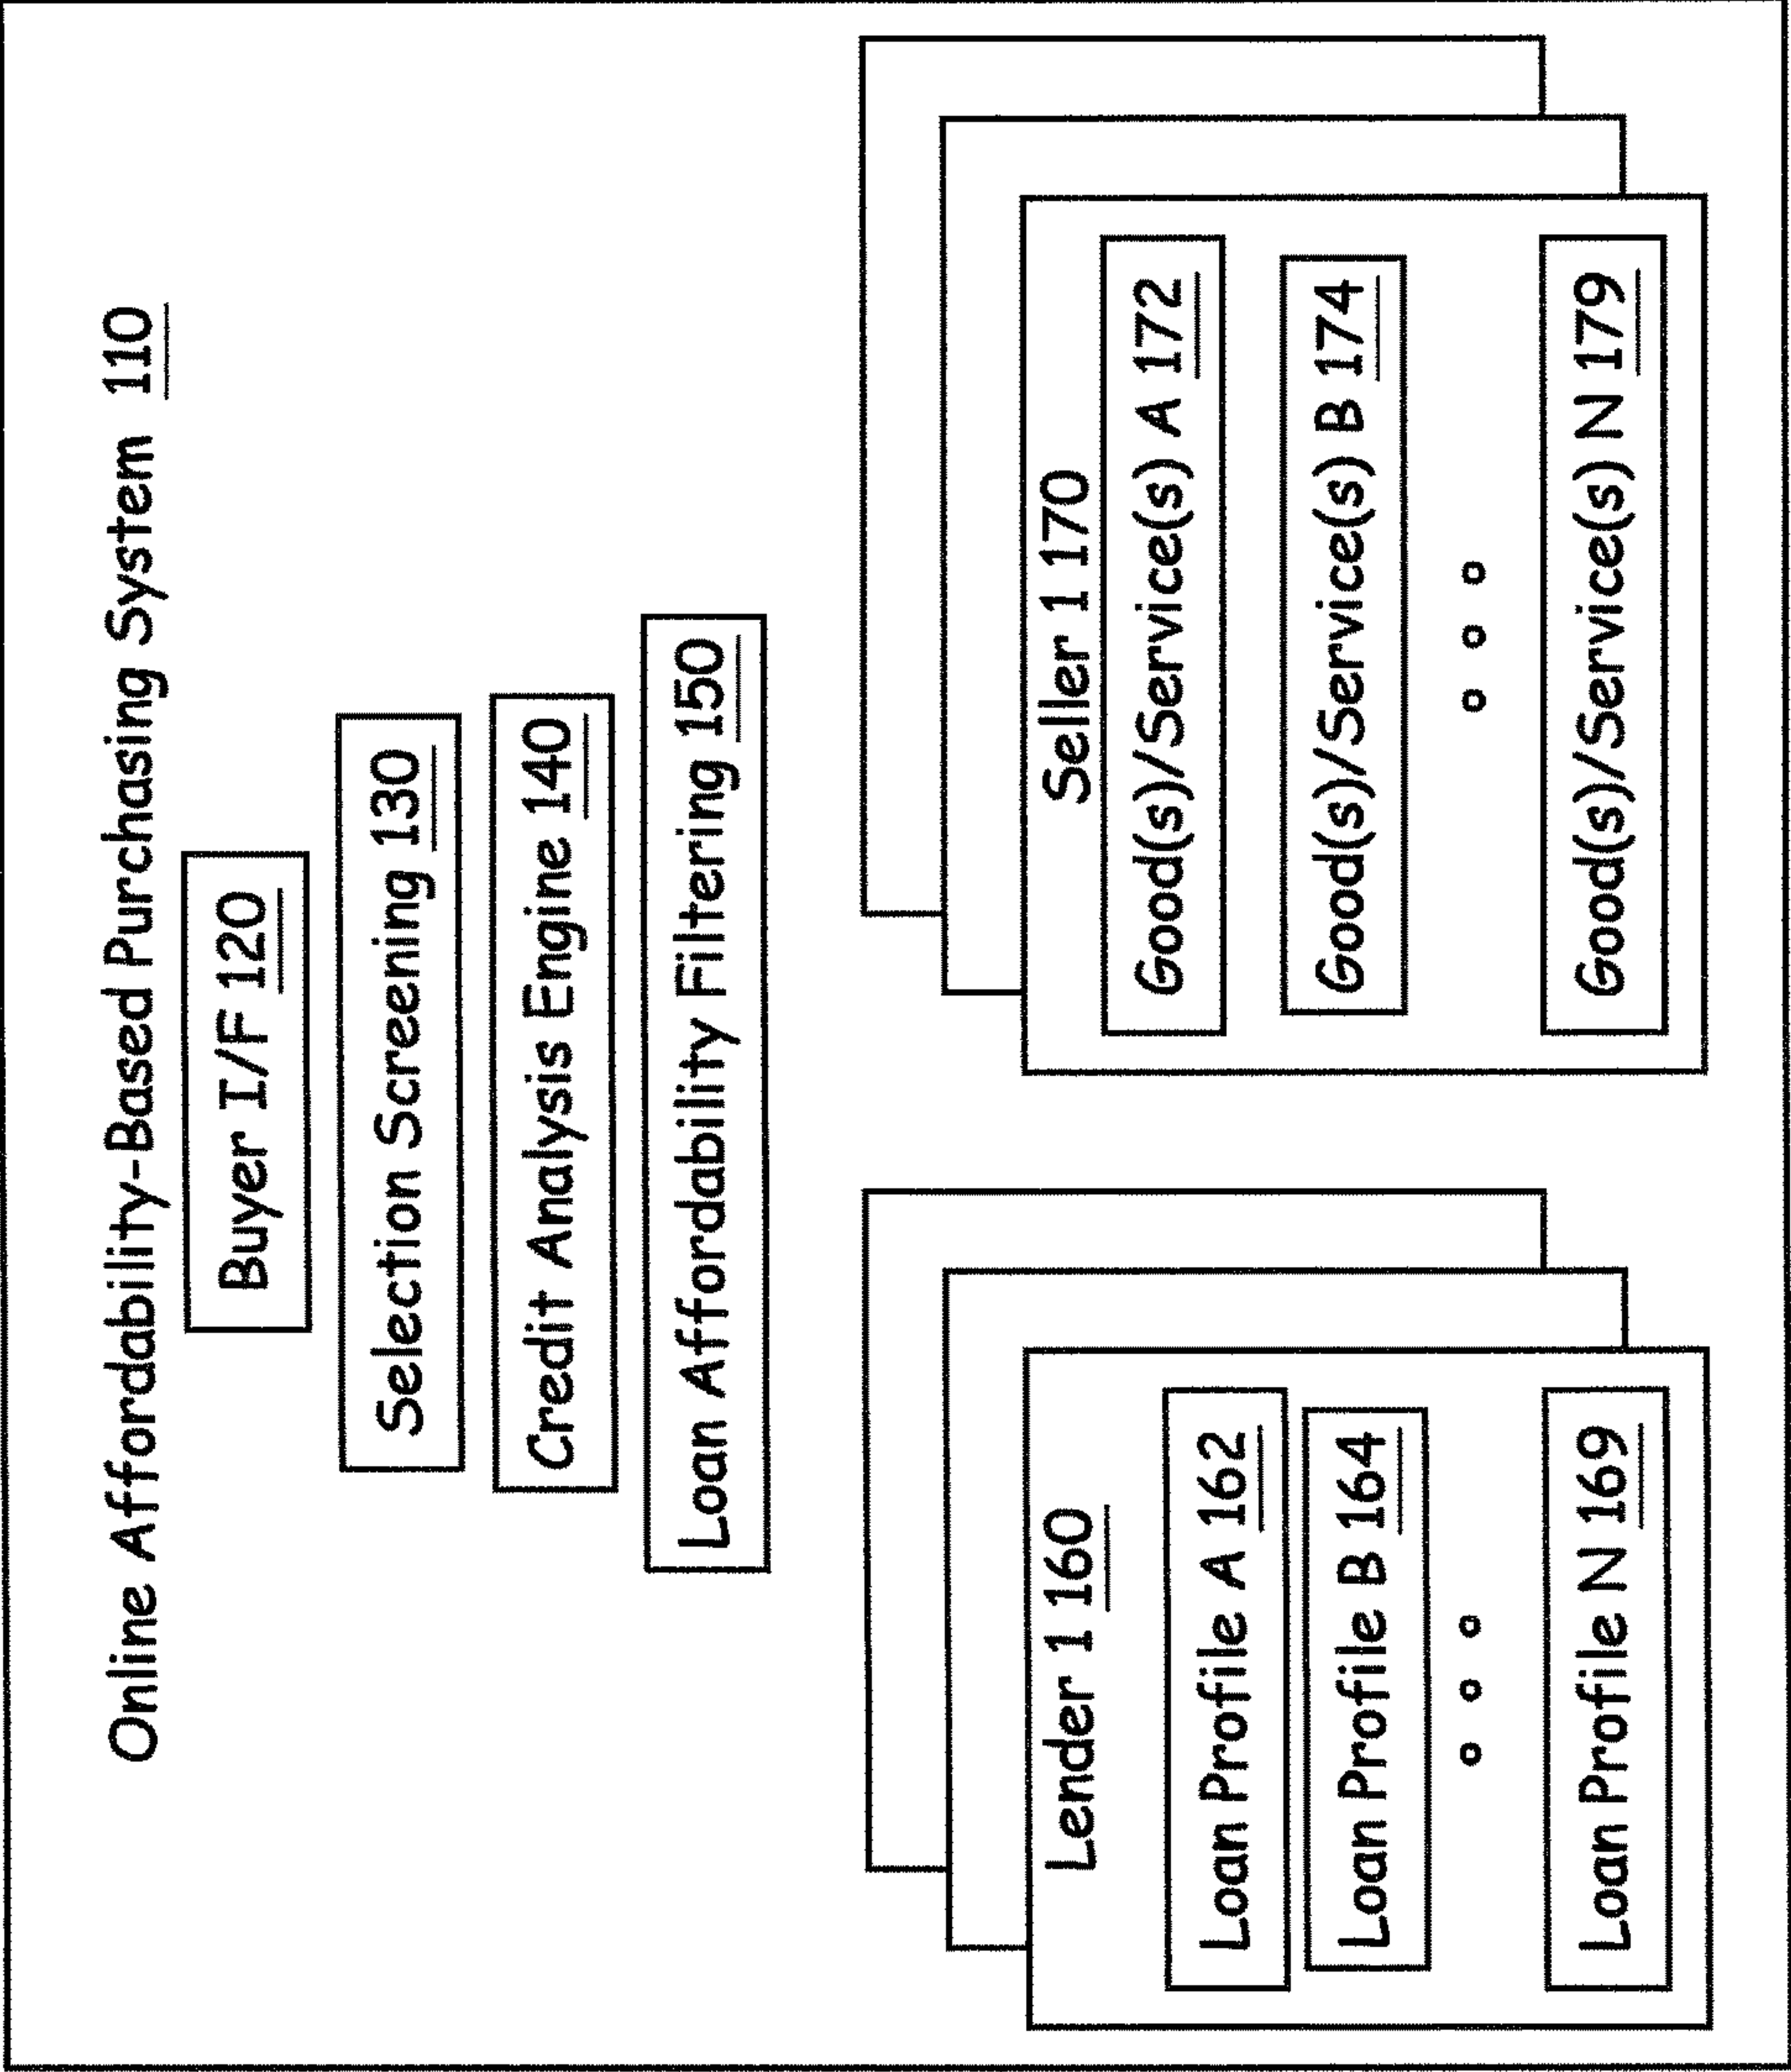 Online Affordability-Based Purchasing System 110
Buyer I/F 120
Selection Screening 130
Credit Analysis Engine 140
Loan Affordability Filtering 150
Lender 1 160
Loan Profile A 162
Loan Profile B 164
Loan Profile N 169
Seller 1 170
Good(s)/Service(s) A 172
Good(s)/Service(s) B 174
Good(s)/Service(s) N 179